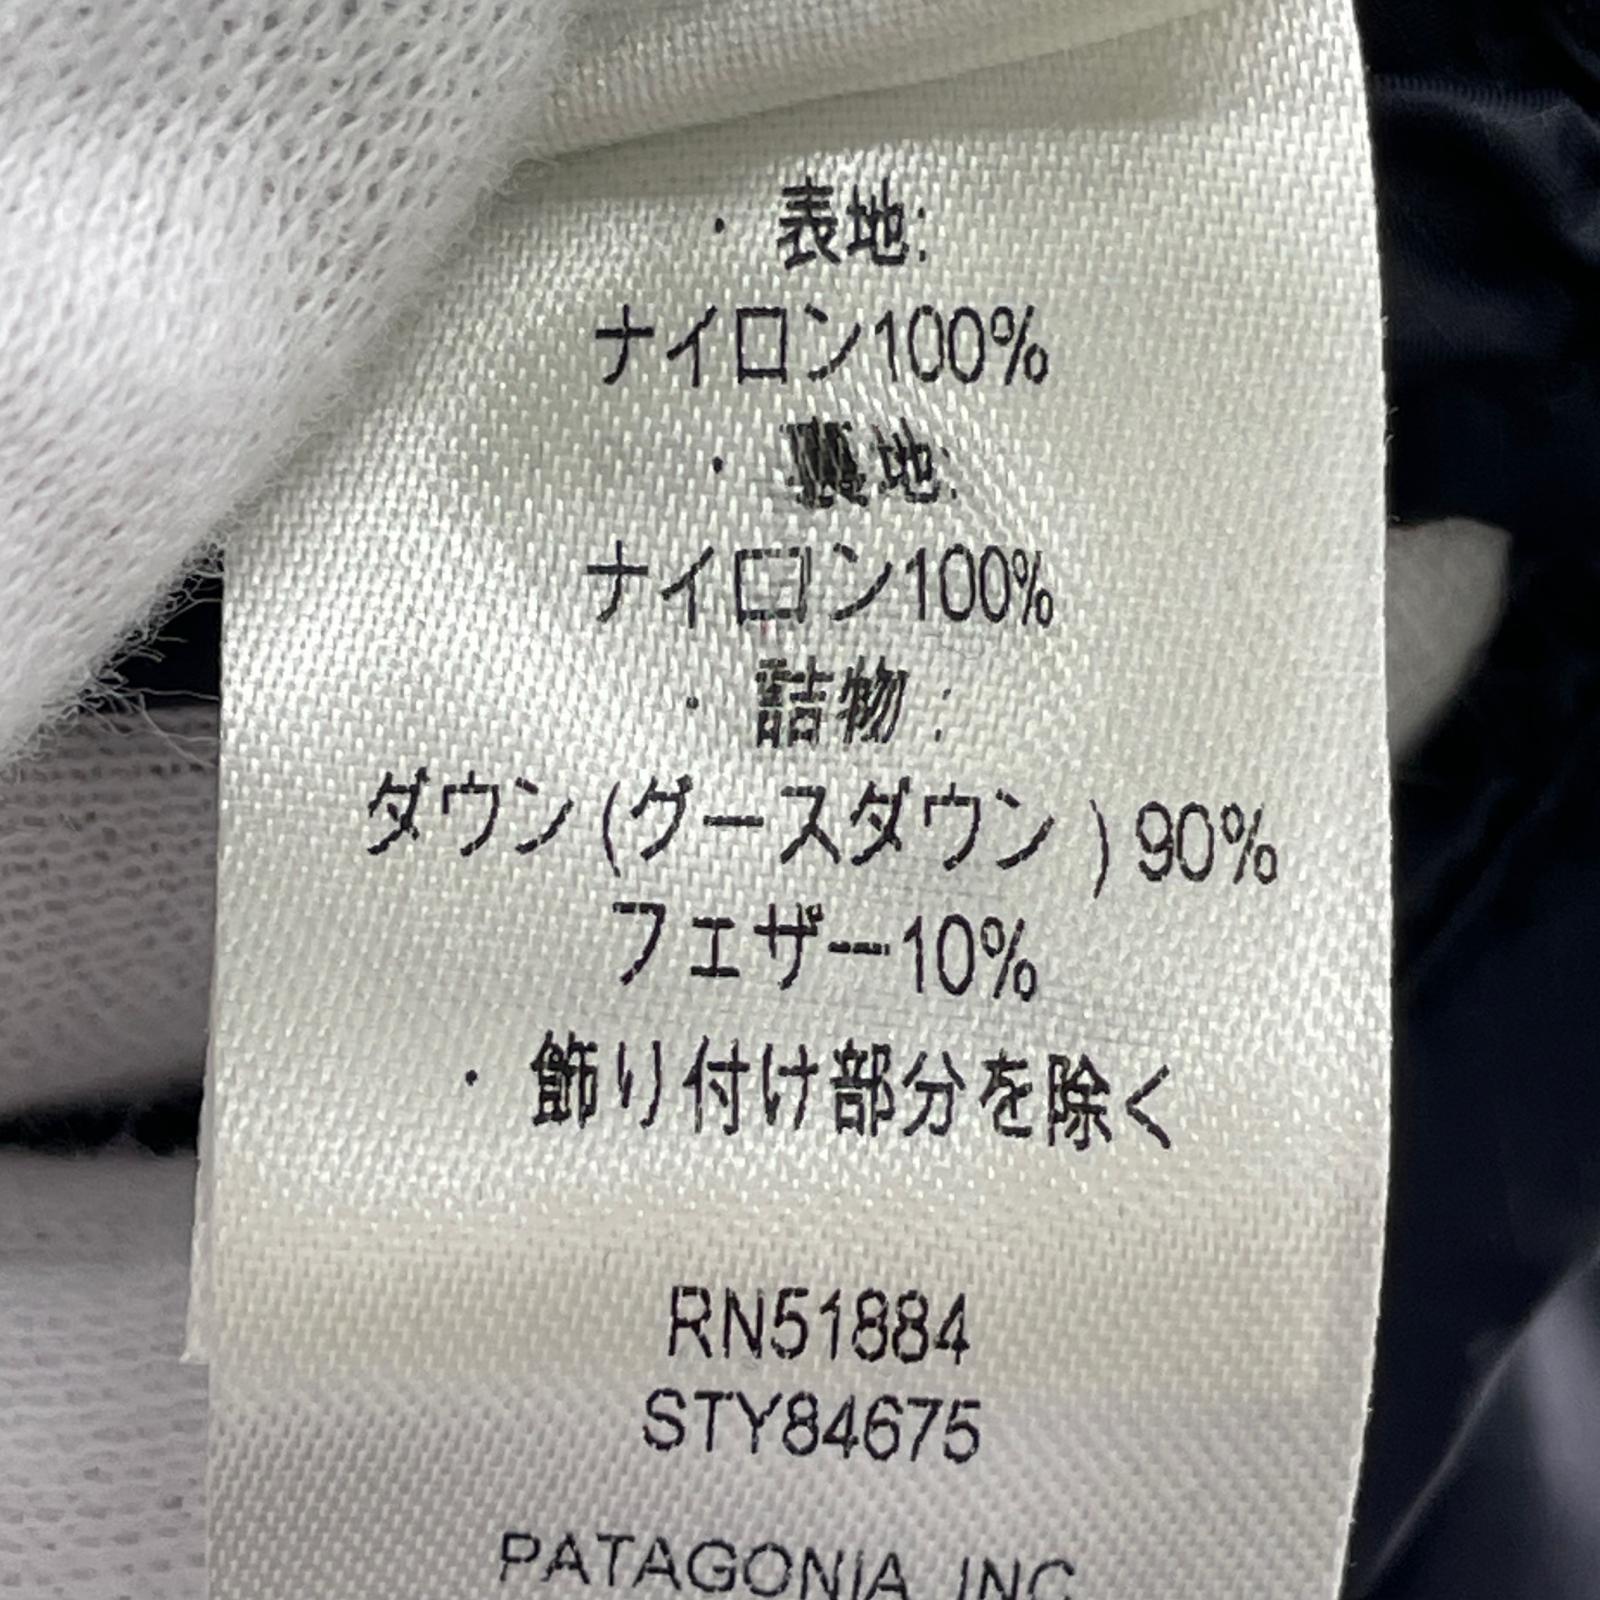 ・表地:
ナイロン100%
・裏地:
ナイロン100%
・詰物:
ダウン(グースダウン)90%
フェザー10%
・飾り付け部分を除く
RN51884
STY84675
PATAGONIA INC